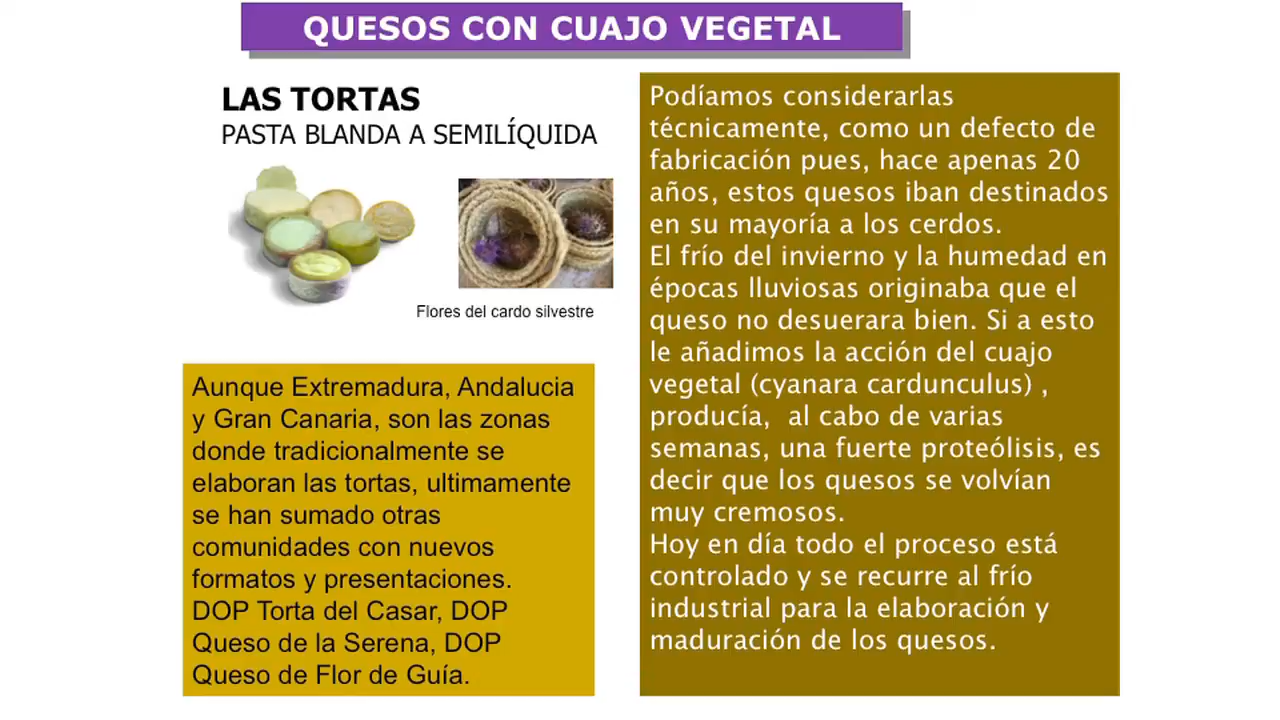 QUESOS CON CUAJO VEGETAL
LAS TORTAS
PASTA BLANDA A SEMILÍQUIDA
Flores del cardo silvestre
Aunque Extremadura, Andalucia
y Gran Canaria, son las zonas
donde tradicionalmente se
elaboran las tortas, ultimamente
se han sumado otras
comunidades con nuevos
formatos y presentaciones.
DOP Torta del Casar, DOP
Queso de la Serena, DOP
Queso de Flor de Guía.
Podíamos considerarlas
técnicamente, como un defecto de
fabricación pues, hace apenas 20
años, estos quesos iban destinados
en su mayoría a los cerdos.
El frío del invierno y la humedad en
épocas lluviosas originaba que el
queso no desuerara bien. Si a esto
le añadimos la acción del cuajo
vegetal (cyanara cardunculus) ,
producía,  al cabo de varias
semanas, una fuerte proteólisis, es
decir que los quesos se volvían
muy cremosos.
Hoy en día todo el proceso está
controlado y se recurre al frío
industrial para la elaboración y
maduración de los quesos.